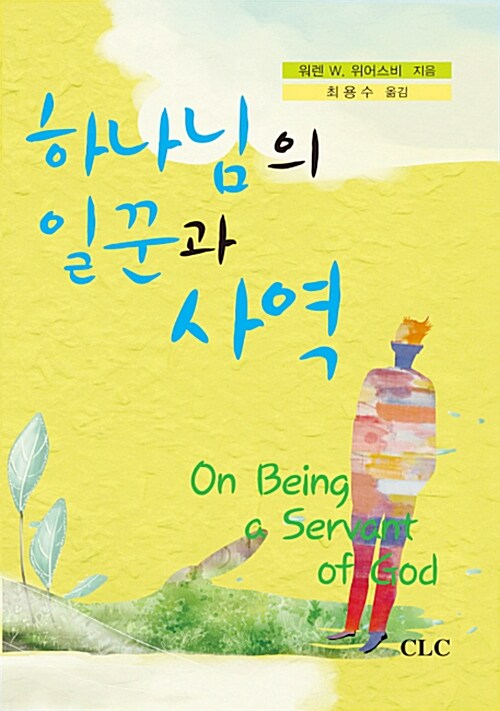 워렌 W. 위어스비 지음
최용수 옮김
하나님의
일꾼과
사역
On Being
a Servant
of God
CLC